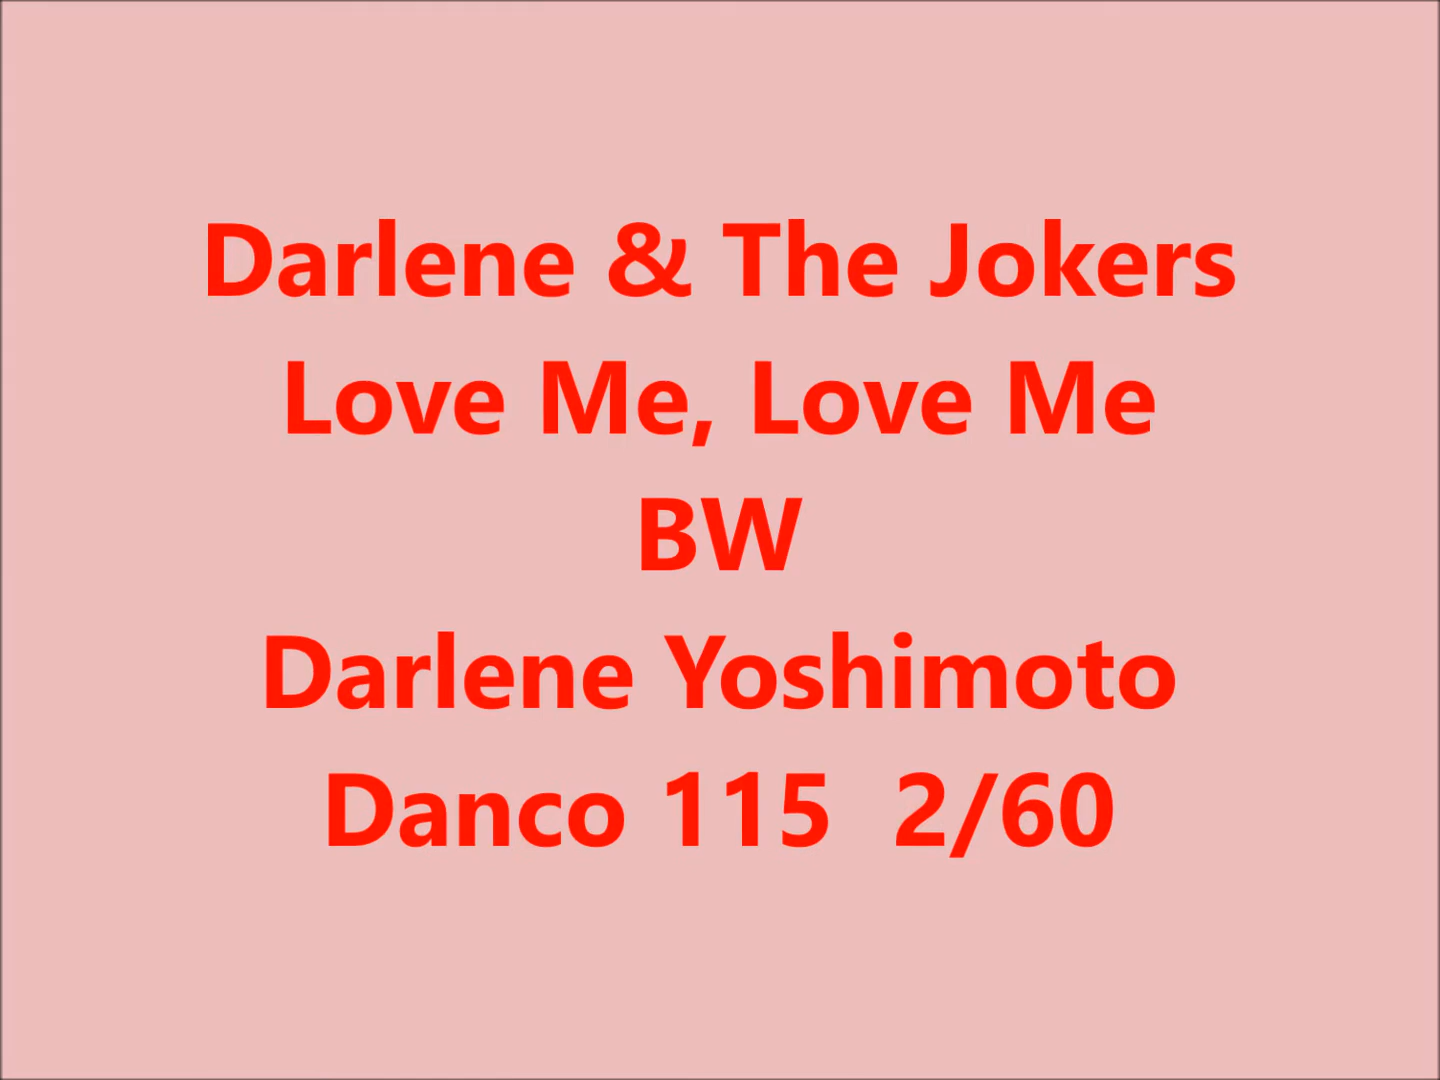 Darlene & The Jokers
Love Me, Love Me
BW
Darlene Yoshimoto
Danco 115  2/60